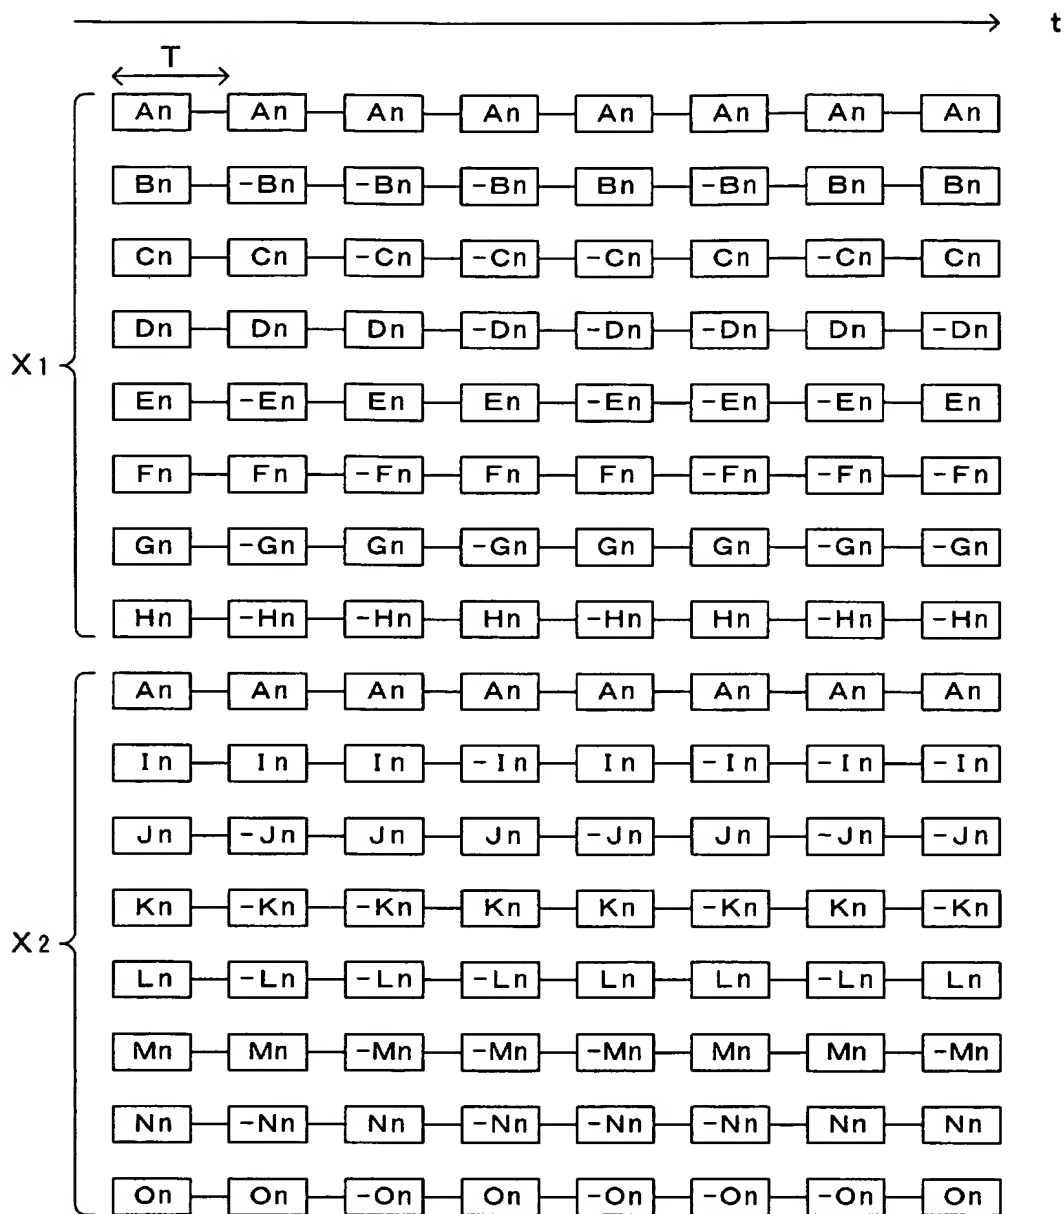 t
T
An An An An An An An An
Bn -Bn -Bn -Bn Bn -Bn Bn Bn
Cn Cn -Cn -Cn -Cn Cn -Cn Cn
Dn Dn Dn -Dn -Dn -Dn Dn -Dn
X1
En -En En En -En -En -En En
Fn Fn -Fn Fn Fn -Fn -Fn -Fn
Gn -Gn Gn -Gn Gn Gn -Gn -Gn
Hn -Hn -Hn Hn -Hn Hn -Hn -Hn
An An An An An An An An
In In In -In In -In -In -In
Jn -Jn Jn Jn -Jn Jn -Jn -Jn
Kn -Kn -Kn Kn Kn -Kn Kn -Kn
X2
Ln -Ln -Ln -Ln Ln Ln -Ln Ln
Mn Mn -Mn -Mn -Mn Mn Mn -Mn
Nn -Nn Nn -Nn -Nn -Nn Nn Nn
On On -On On -On -On -On On